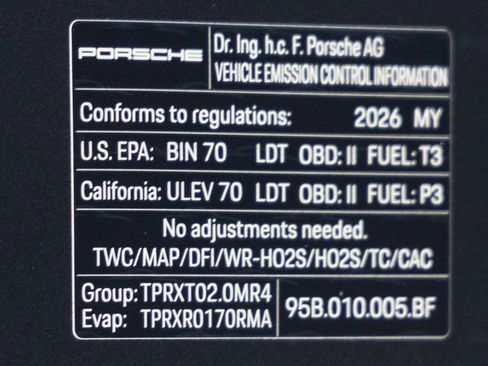 PORSCHE
Dr. Ing. h.c. F. Porsche AG
VEHICLE EMISSION CONTROL INFORMATION
Conforms to regulations: 2026 MY
U.S. EPA: BIN 70 LDT OBD: II FUEL: T3
California: ULEV 70 LDT OBD: II FUEL: P3
No adjustments needed.
TWC/MAP/DFI/WR-HO2S/HO2S/TC/CAC
Group: TPRXT02.0MR4
Evap: TPRXR0170RMA
95B.010.005.BF